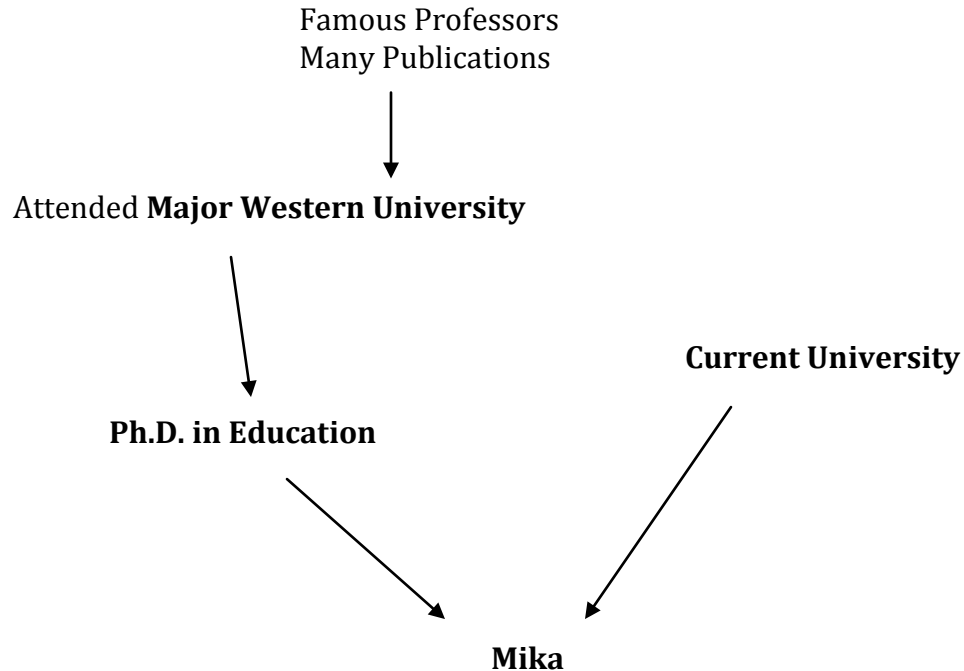 Famous Professors
Many Publications
Attended Major Western University
Current University
Ph.D. in Education
Mika